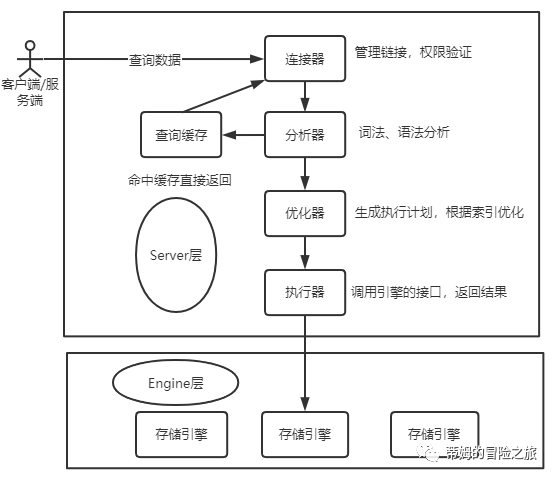 查询数据
连接器
管理链接，权限验证
客户端/服
务端
查询缓存
分析器
词法、语法分析
命中缓存直接返回
优化器
生成执行计划，根据索引优化
Server层
执行器
调用引擎的接口，返回结果
Engine层
存储引擎
存储引擎
存储引擎
蒂姆的冒险之旅